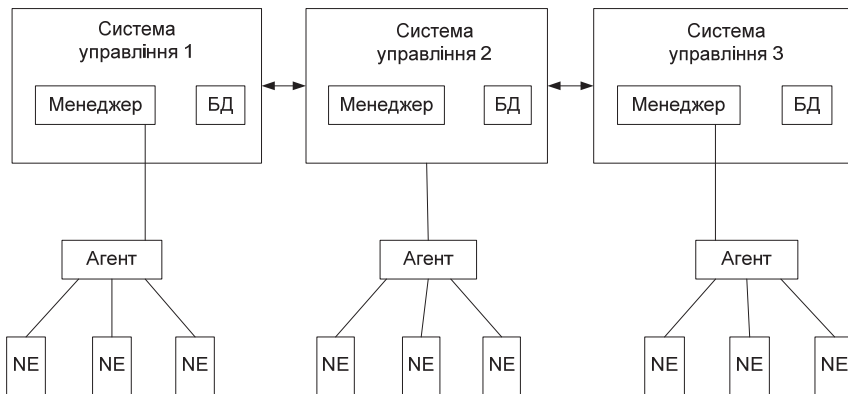 Система
управління 1
Менеджер
БД
Система
управління 2
Менеджер
БД
Система
управління 3
Менеджер
БД
Агент
Агент
Агент
NE
NE
NE
NE
NE
NE
NE
NE
NE